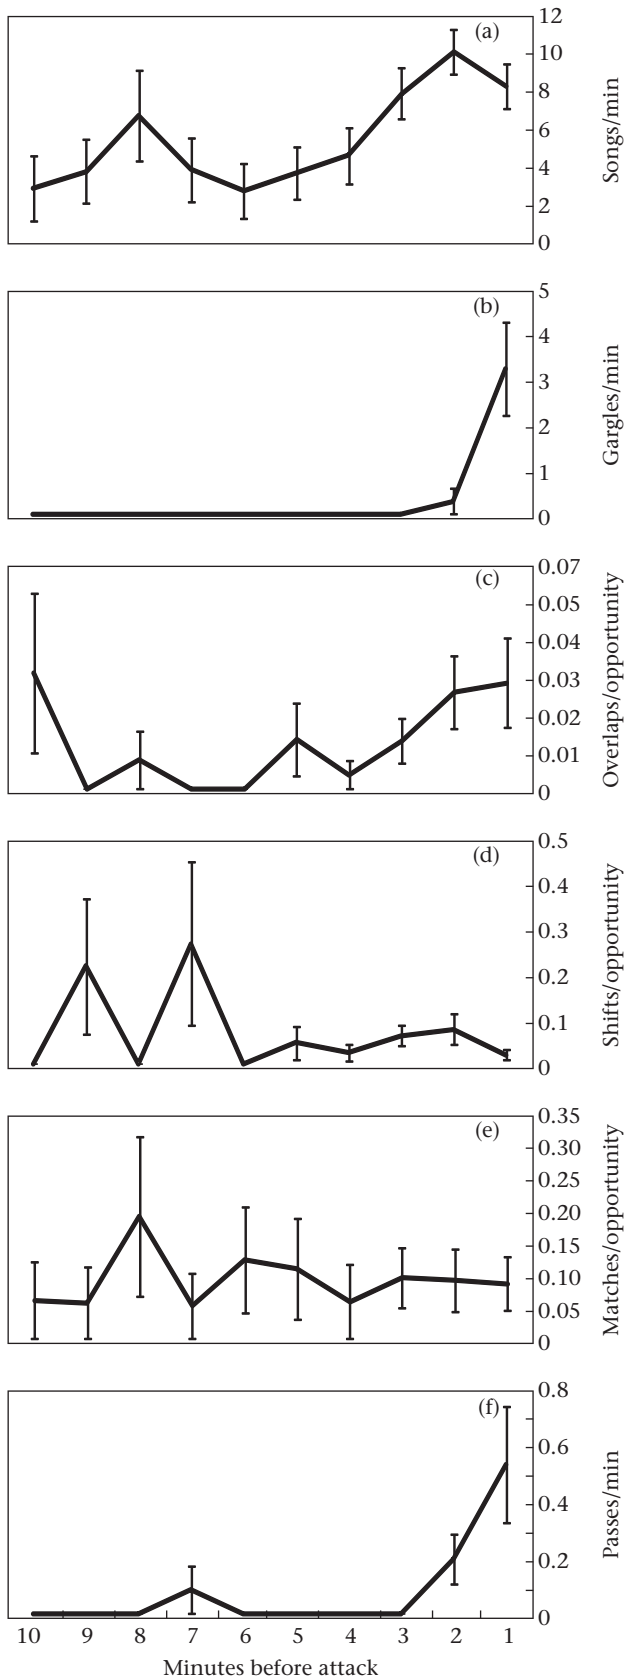 (a)
12
10
8
6
4
2
0
Songs/min
(b)
5
4
3
2
1
0
Gargles/min
(c)
0.07
0.05
0.04
0.03
0.02
0.01
0
Overlaps/opportunity
(d)
0.5
0.4
0.3
0.2
0.1
0
Shifts/opportunity
(e)
0.35
0.30
0.25
0.20
0.15
0.10
0.05
0
Matches/opportunity
(f)
0.8
0.6
0.4
0.2
0
Passes/min
10 9 8 7 6 5 4 3 2 1
Minutes before attack